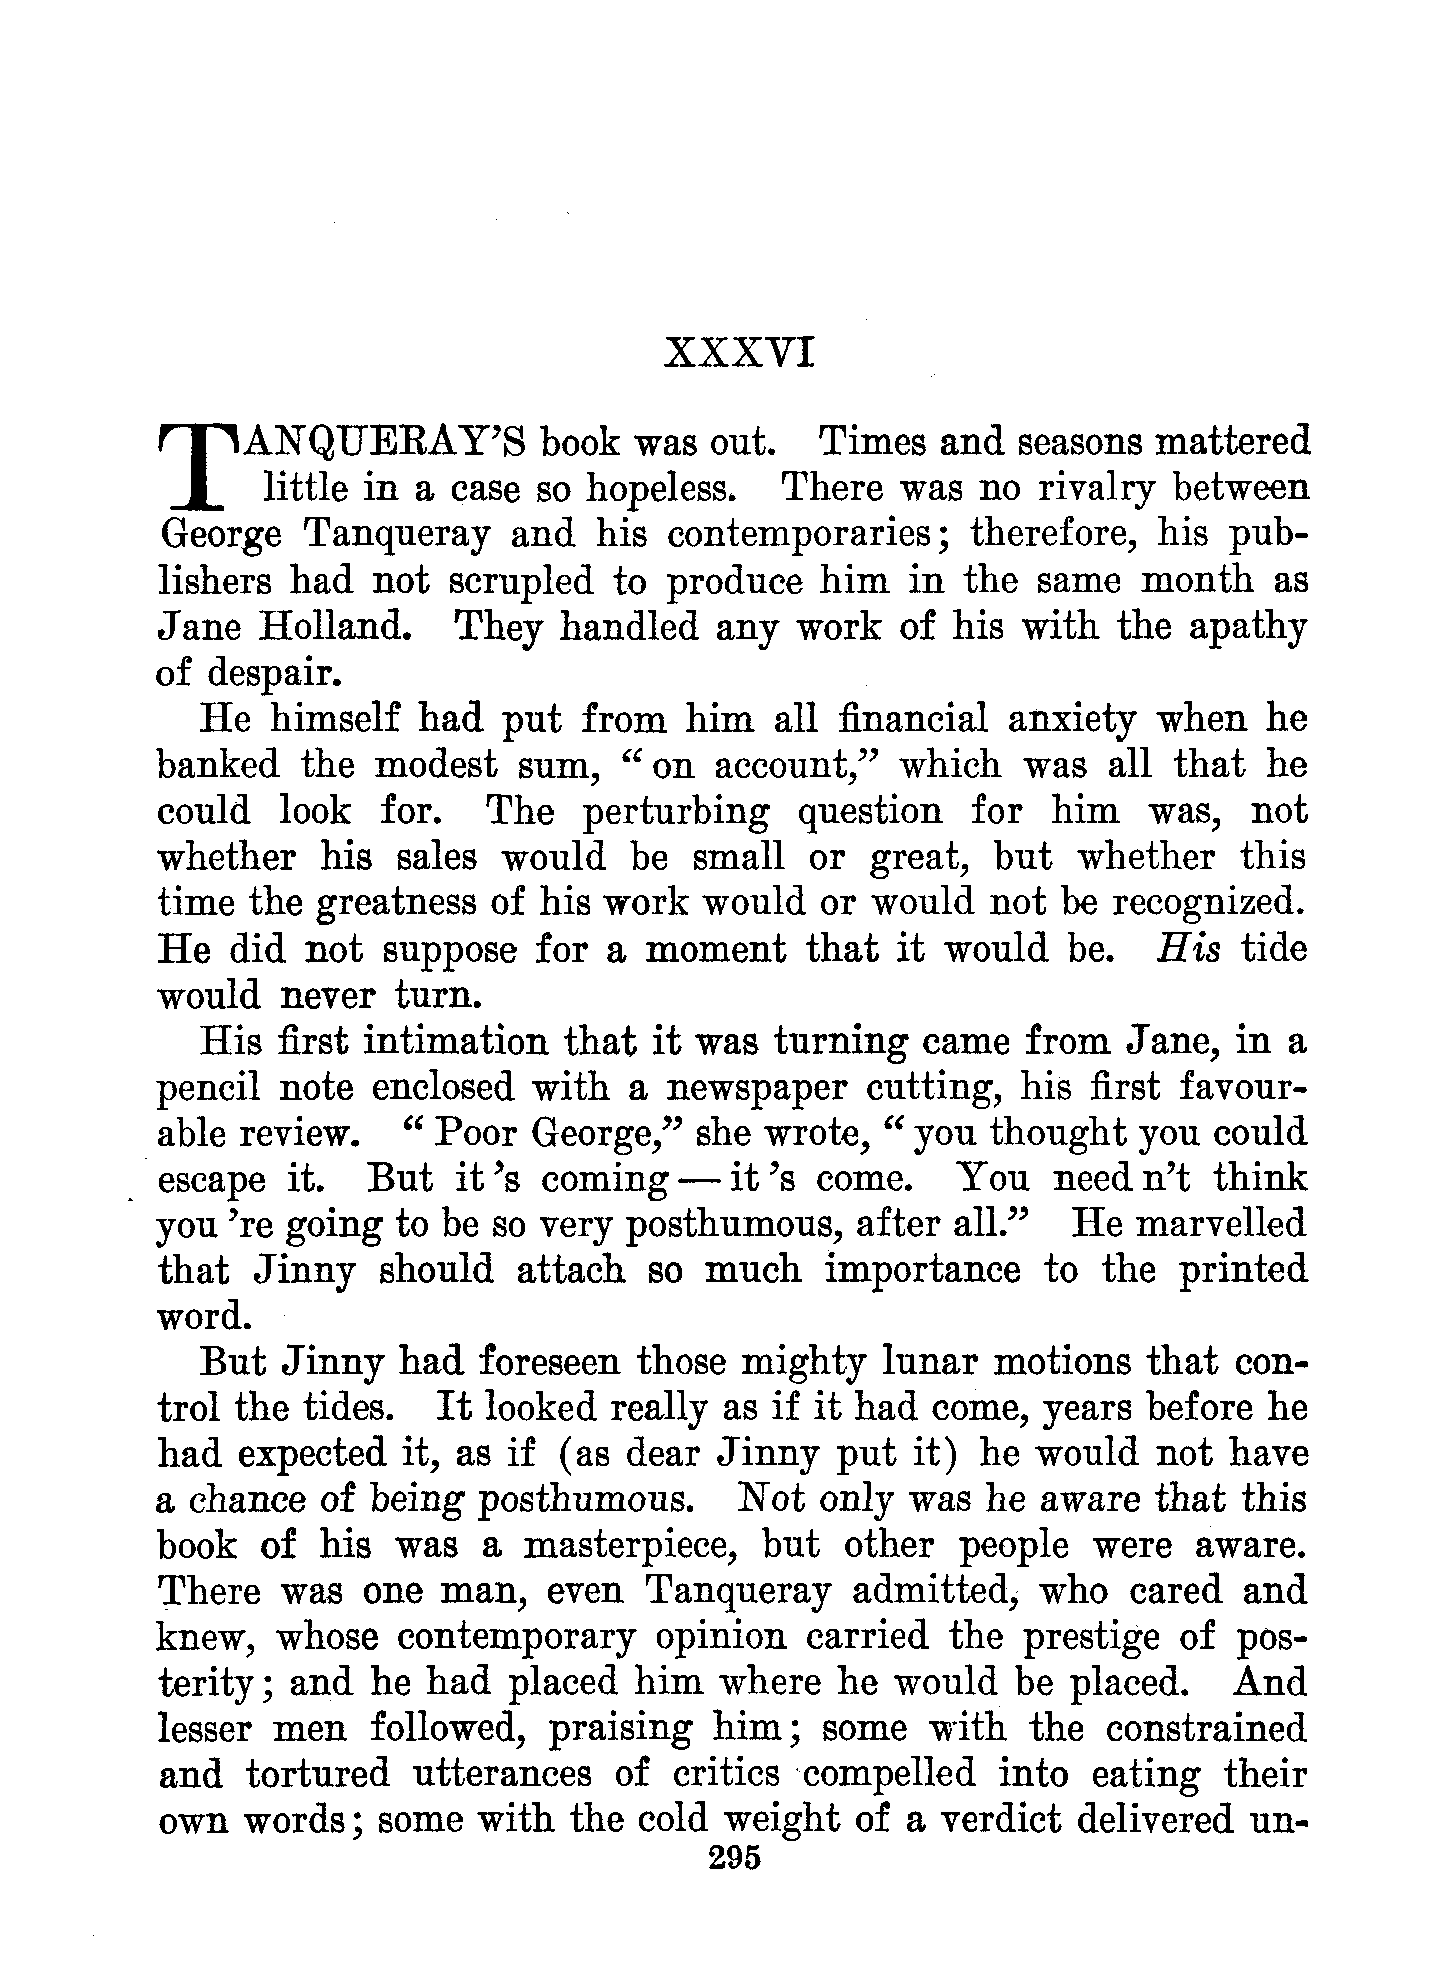 XXXVI
TANQUERAY'S book was out. Times and seasons mattered
little in a case so hopeless. There was no rivalry between
George Tanqueray and his contemporaries; therefore, his pub-
lishers had not scrupled to produce him in the same month as
Jane Holland. They handled any work of his with the apathy
of despair.
He himself had put from him all financial anxiety when he
banked the modest sum, “ on account,” which was all that he
could look for. The perturbing question for him was, not
whether his sales would be small or great, but whether this
time the greatness of his work would or would not be recognized.
He did not suppose for a moment that it would be. His tide
would never turn.
His first intimation that it was turning came from Jane, in a
pencil note enclosed with a newspaper cutting, his first favour-
able review. “ Poor George,” she wrote, “ you thought you could
escape it. But it 's coming — it 's come. You need n't think
you 're going to be so very posthumous, after all.” He marvelled
that Jinny should attach so much importance to the printed
word.
But Jinny had foreseen those mighty lunar motions that con-
trol the tides. It looked really as if it had come, years before he
had expected it, as if (as dear Jinny put it) he would not have
a chance of being posthumous. Not only was he aware that this
book of his was a masterpiece, but other people were aware.
There was one man, even Tanqueray admitted, who cared and
knew, whose contemporary opinion carried the prestige of pos-
terity; and he had placed him where he would be placed. And
lesser men followed, praising him; some with the constrained
and tortured utterances of critics compelled into eating their
own words; some with the cold weight of a verdict delivered un-
295